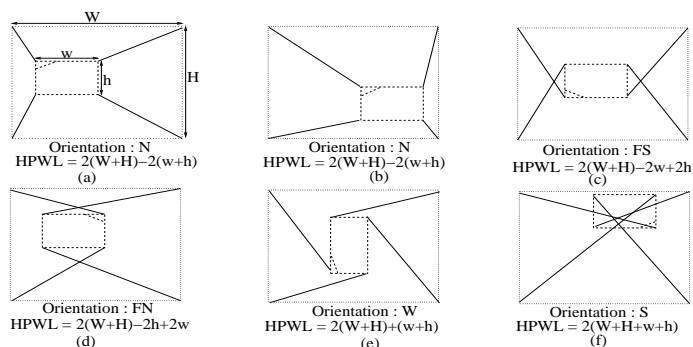 W
w
h
H
Orientation : N
HPWL = 2(W+H)−2(w+h)
(a)
Orientation : N
HPWL = 2(W+H)−2(w+h)
(b)
Orientation : FS
HPWL = 2(W+H)−2w+2h
(c)
Orientation : FN
HPWL = 2(W+H)−2h+2w
(d)
Orientation : W
HPWL = 2(W+H)+(w+h)
(e)
Orientation : S
HPWL = 2(W+H+w+h)
(f)